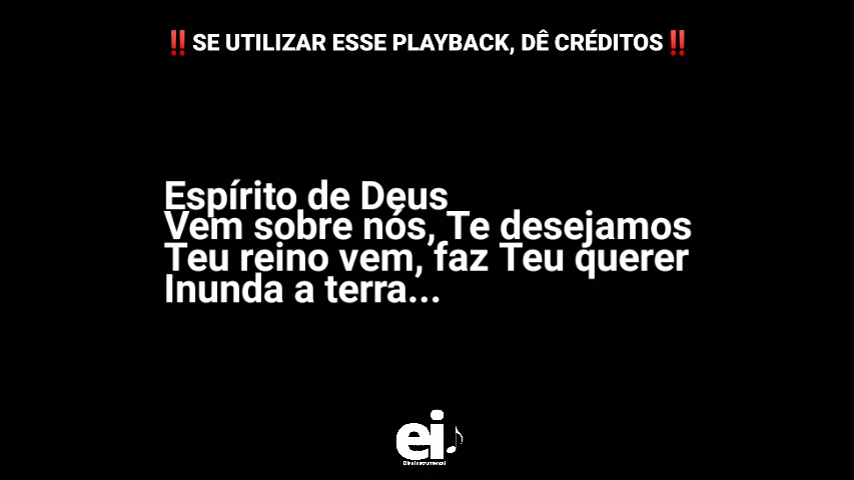 ‼️SE UTILIZAR ESSE PLAYBACK, DÊ CRÉDITOS‼️
Espírito de Deus
Vem sobre nós, Te desejamos
Teu reino vem, faz Teu querer
Inunda a terra...
ei